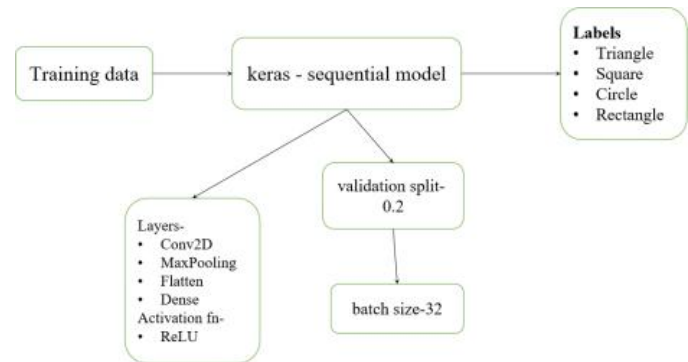 Training data
keras - sequential model
Labels
• Triangle
• Square
• Circle
• Rectangle
Layers-
• Conv2D
• MaxPooling
• Flatten
• Dense
Activation fn-
• ReLU
validation split-
0.2
batch size-32